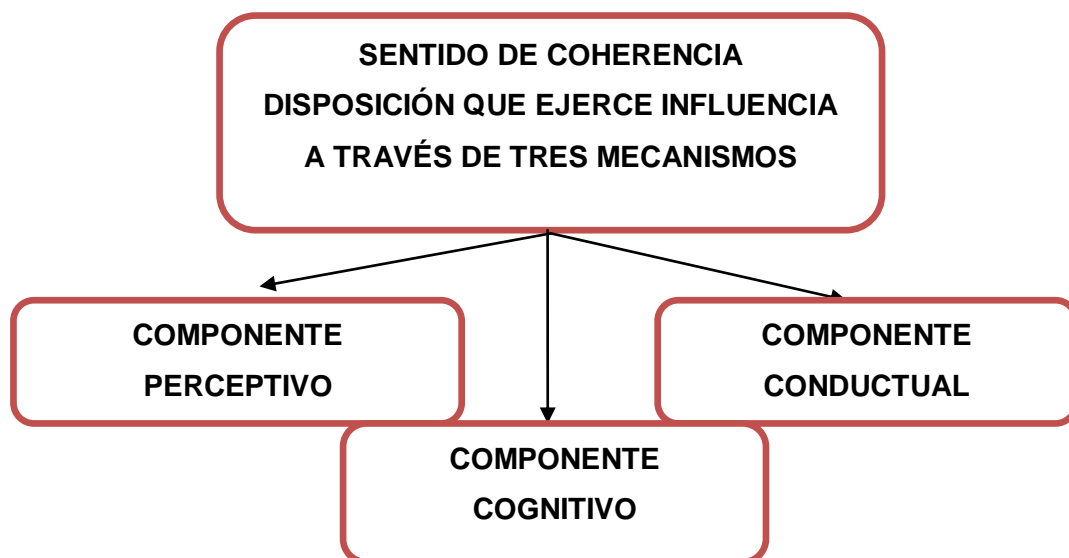 SENTIDO DE COHERENCIA
DISPOSICIÓN QUE EJERCE INFLUENCIA
A TRAVÉS DE TRES MECANISMOS
COMPONENTE
PERCEPTIVO
COMPONENTE
CONDUCTUAL
COMPONENTE
COGNITIVO